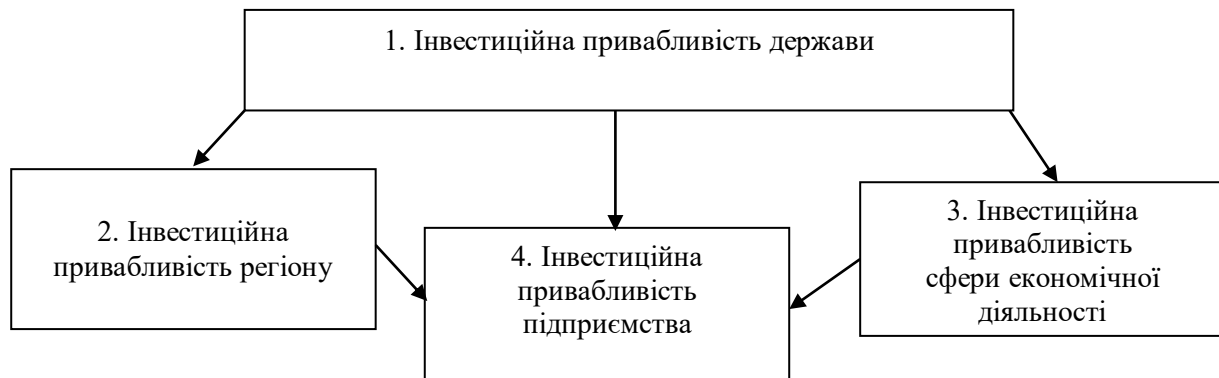 1. Інвестиційна привабливість держави
2. Інвестиційна
привабливість регіону
4. Інвестиційна
привабливість
підприємства
3. Інвестиційна
привабливість
сфери економічної
діяльності